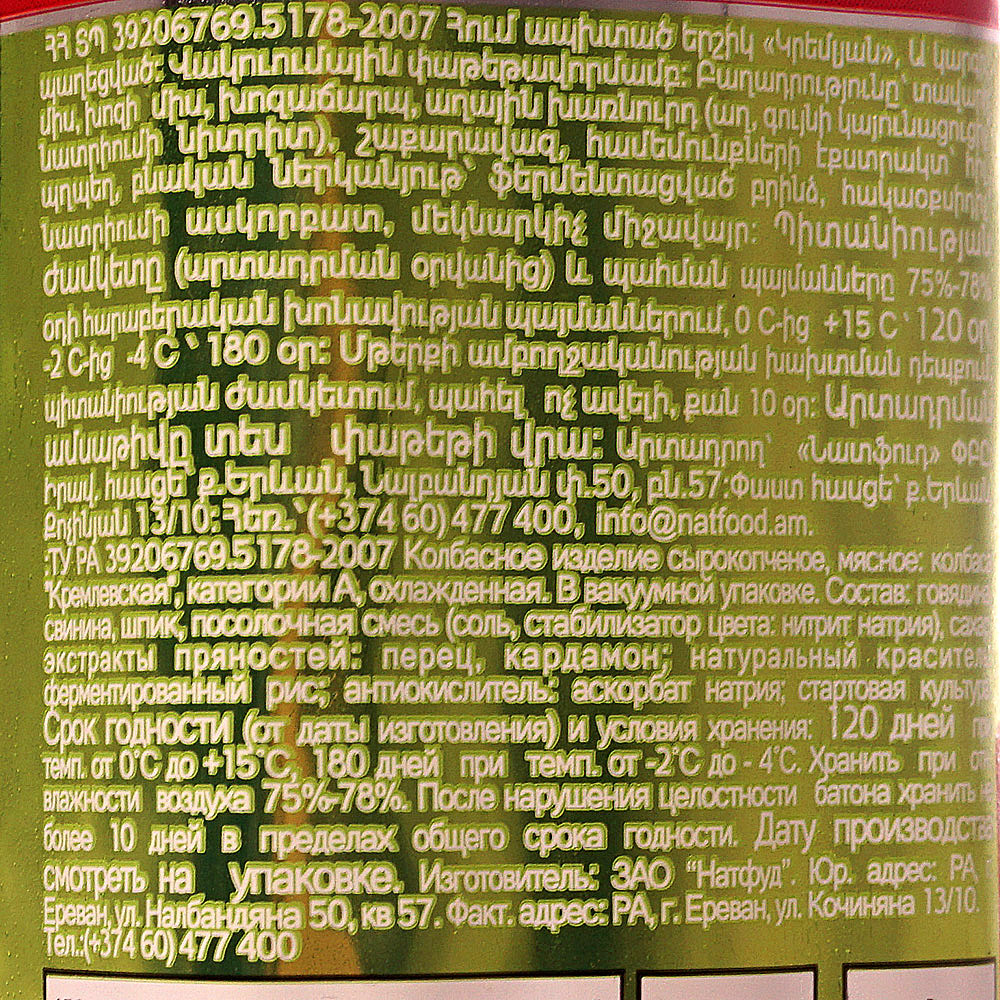 ՀՀ ՏՊ 39206769.5178-2007 Հում ապխտած երշիկ «Կրեմլյան», Ա կարգ
պարեցված: Վակուումային փաթեթավորմամբ: Բաղադրությունը՝ տավարի
միս, խոզի միս, խոզաճարպ, աղային խառնուրդ (աղ, գույնի կայունացուցիչ
նատրիումի նիտրիտ), շաքարավազ, համեմունքների էքստրակտ՝
պղպեղ, բնական ներկանյութ՝ ֆերմենտացված բրինձ, հակաօքսիդիչ
նատրիումի ասկորբատ, մեկնարկիչ միջավայր: Պիտանիության
ժամկետը (արտադրման օրվանից) և պահման պայմանները 75%-78%
օդի հարաբերական խոնավության պայմաններում, 0 C-ից +15 C ՝ 120 օր
-2 C-ից -4 C ՝ 180 օր: Մթերքի ամբողջականության խախտման դեպքում
պիտանիության ժամկետում, պահել ոչ ավելի, քան 10 օր: Արտադրման
ամսաթիվը տես փաթեթի վրա: Արտադրող՝ «Նատֆուդ» ՓԲԸ
Իրավ. հասցե ք.Երևան, Նալբանդյան փ.50, բն.57:Փաստ հասցե՝ ք.Երևան
Քոչինյան 13/10: Հեռ.՝(+374 60) 477 400, info@natfood.am.
ТУ РА 39206769.5178-2007 Колбасное изделие сырокопченое, мясное: колбаса
"Кремлевская", категории А, охлажденная. В вакуумной упаковке. Состав: говядина
свинина, шпик, посолочная смесь (соль, стабилизатор цвета: нитрит натрия), саха
экстракты пряностей: перец, кардамон; натуральный красител
ферментированный рис; антиокислитель: аскорбат натрия; стартовая культур
Срок годности (от даты изготовления) и условия хранения: 120 дней п
темп. от 0°С до +15°С, 180 дней при темп. от -2°С до - 4°С. Хранить при от
влажности воздуха 75%-78%. После нарушения целостности батона хранить не
более 10 дней в пределах общего срока годности. Дату производств
смотреть на упаковке. Изготовитель: ЗАО "Натфуд". Юр. адрес: РА
Ереван, ул. Налбандяна 50, кв 57. Факт. адрес: РА, г. Ереван, ул. Кочиняна 13/10.
Тел.:(+374 60) 477 400